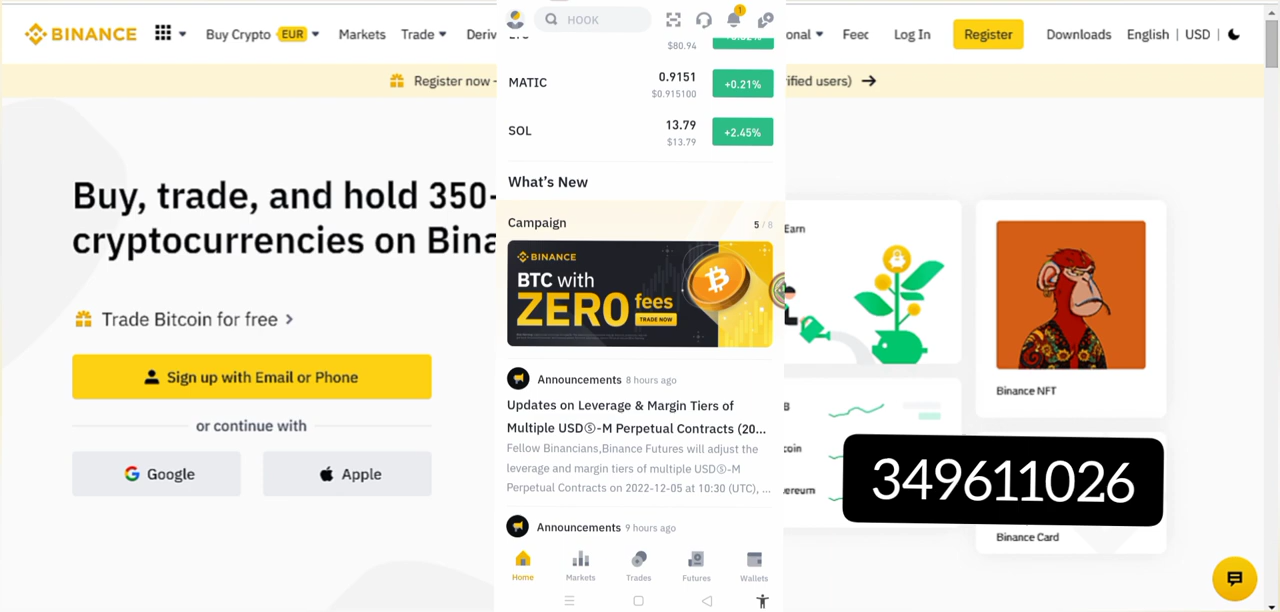 BINANCE
Buy Crypto EUR
Markets
Trade
Deriv
HOOK
1
onal
Feec
Log In
Register
Downloads
English | USD |
Register now -
ified users)
$80.94
MATIC
0.9151
$0.915100
+0.21%
SOL
13.79
$13.79
+2.45%
What's New
Campaign
5 / 8
BINANCE
BTC with
ZERO fees
TRADE NOW
Buy, trade, and hold 350-
cryptocurrencies on Bina
Trade Bitcoin for free
Sign up with Email or Phone
or continue with
Google
Apple
Announcements 8 hours ago
Updates on Leverage & Margin Tiers of
Multiple USDⓈ-M Perpetual Contracts (20...
Fellow Binancians,Binance Futures will adjust the
leverage and margin tiers of multiple USDⓈ-M
Perpetual Contracts on 2022-12-05 at 10:30 (UTC), ...
Announcements 9 hours ago
Home
Markets
Trades
Futures
Wallets
Earn
Binance NFT
coin
ereum
349611026
Binance Card